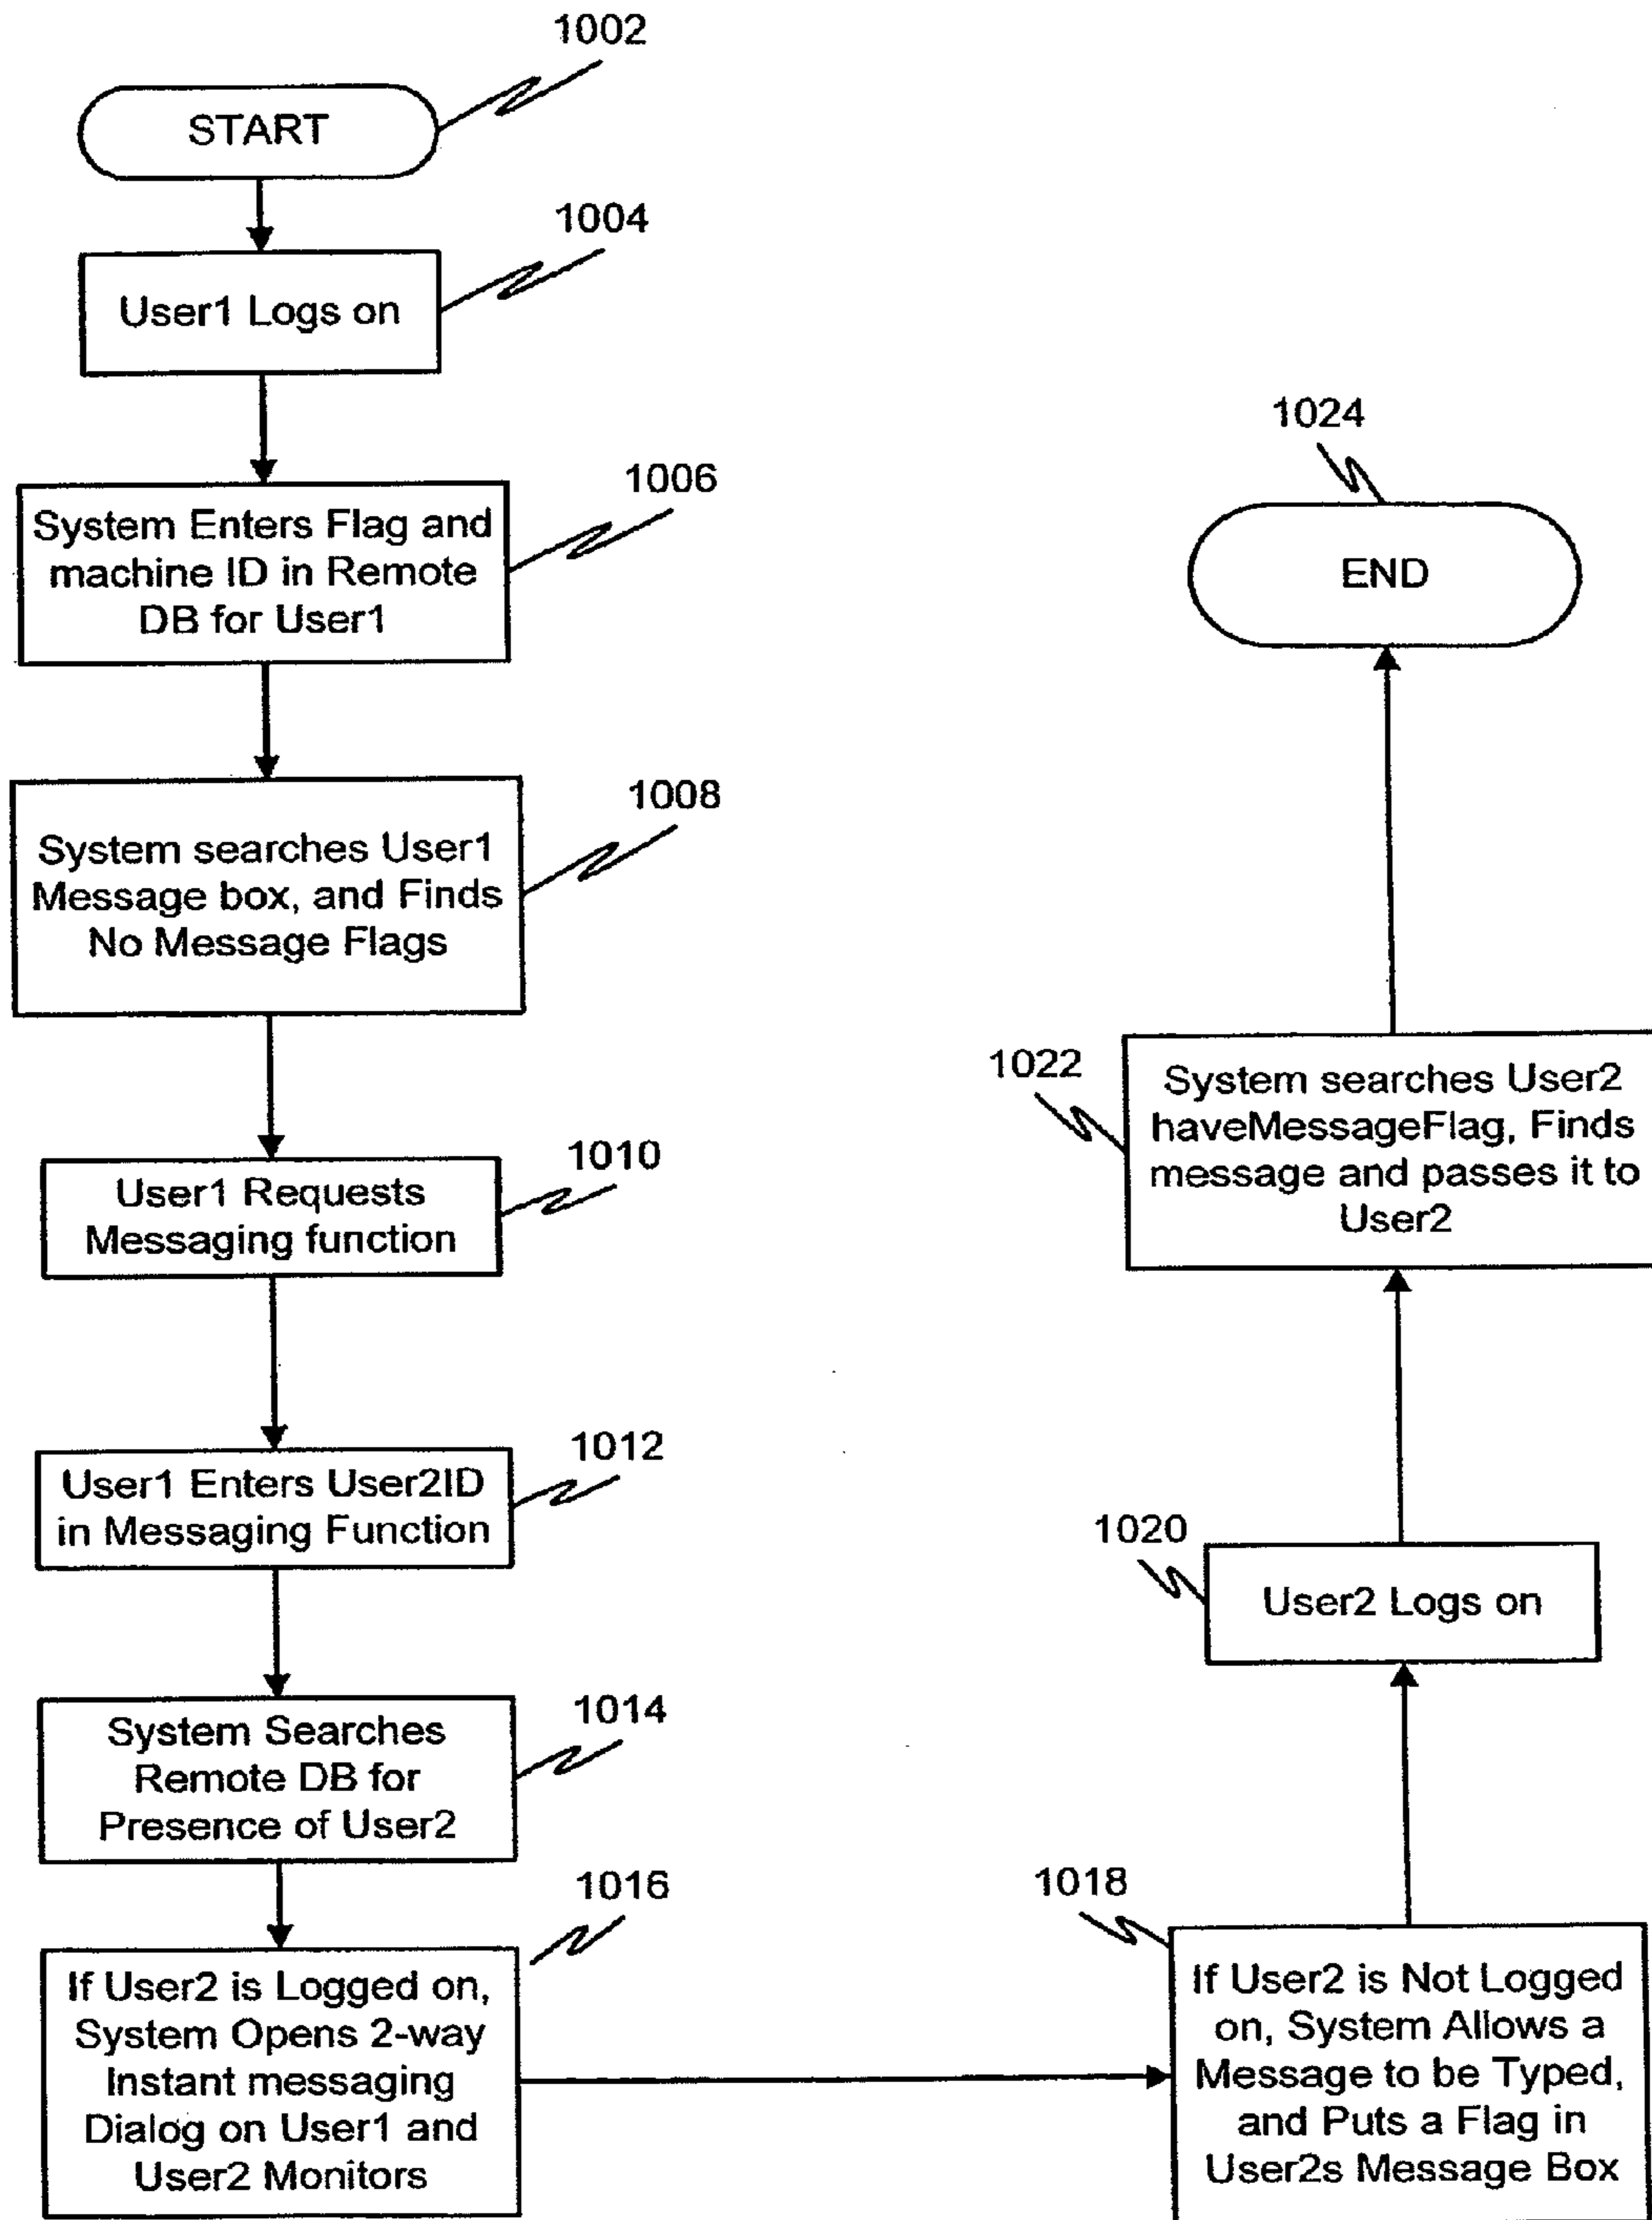 1002
START
1004
User1 Logs on
1006
System Enters Flag and
machine ID in Remote
DB for User1
1008
System searches User1
Message box, and Finds
No Message Flags
1010
User1 Requests
Messaging function
1012
User1 Enters User2ID
in Messaging Function
1014
System Searches
Remote DB for
Presence of User2
1016
If User2 is Logged on,
System Opens 2-way
Instant messaging
Dialog on User1 and
User2 Monitors
1018
If User2 is Not Logged
on, System Allows a
Message to be Typed,
and Puts a Flag in
User2s Message Box
1020
User2 Logs on
1022
System searches User2
haveMessageFlag, Finds
message and passes it to
User2
1024
END